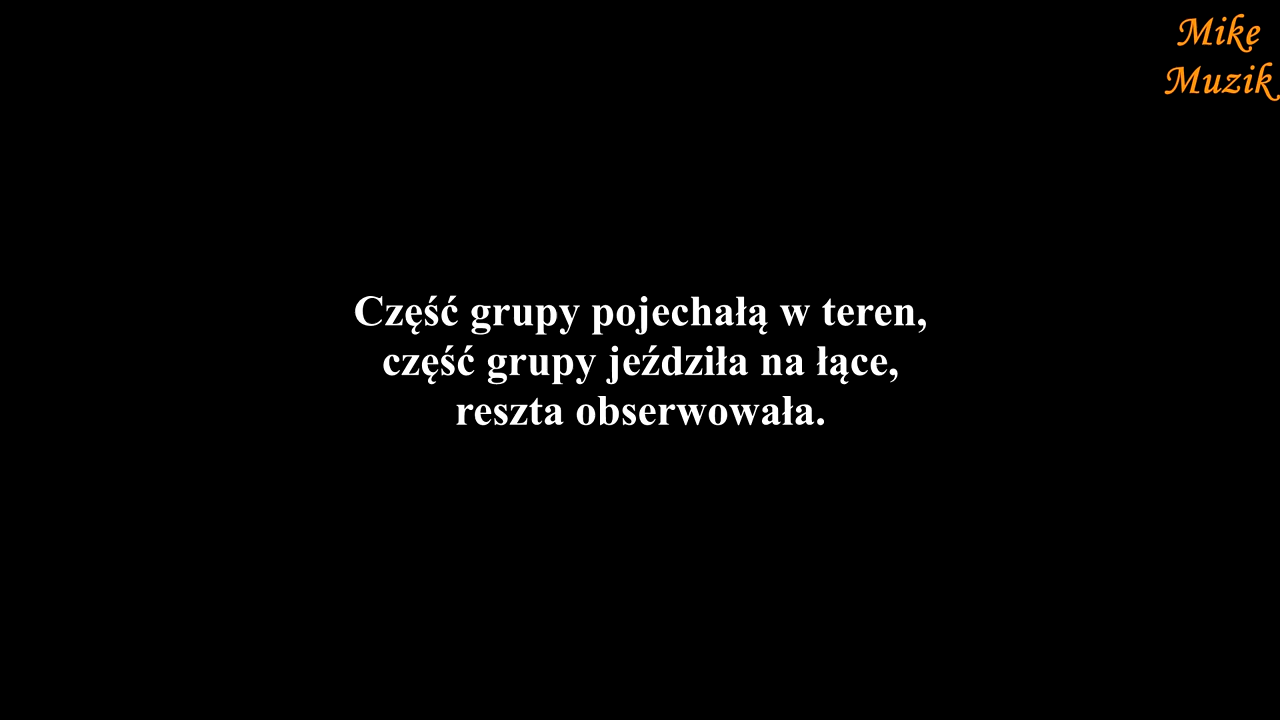 Mike
Muzik
Część grupy pojechałą w teren,
część grupy jeździła na łące,
reszta obserwowała.